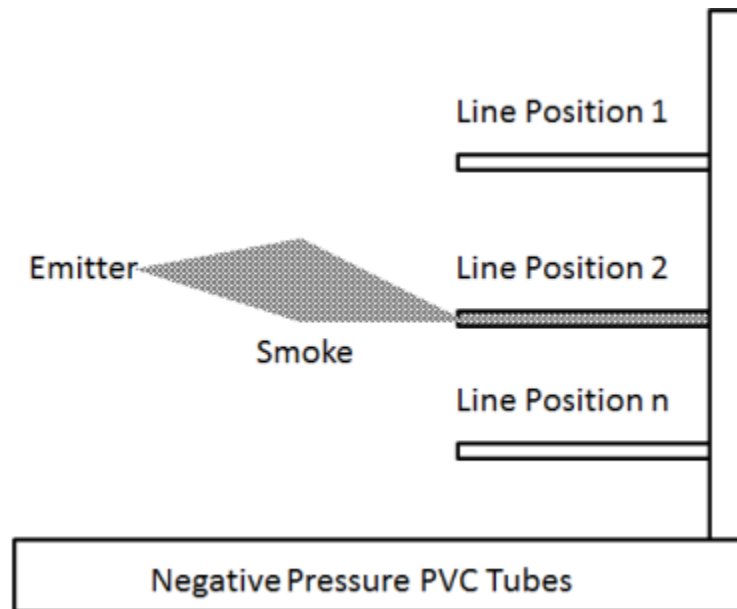 Line Position 1
Emitter
Line Position 2
Smoke
Line Position n
Negative Pressure PVC Tubes